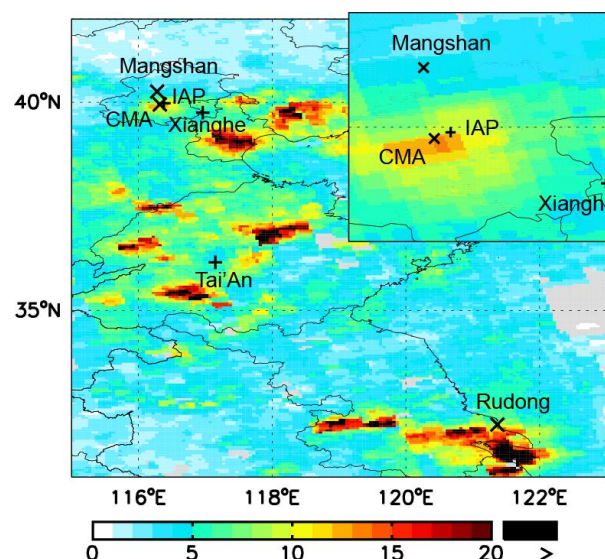 Mangshan
IAP
CMA
Xianghe
Mangshan
IAP
CMA
Xiangh
Tai'An
Rudong
40°N
35°N
116°E
118°E
120°E
122°E
0
5
10
15
20
>